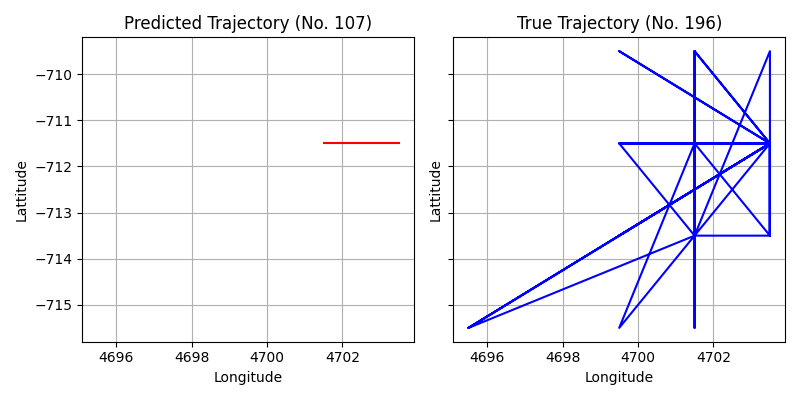 Predicted Trajectory (No. 107)
True Trajectory (No. 196)
Lattitude
−710
−711
−712
−713
−714
−715
4696
4698
4700
4702
Longitude
Lattitude
4696
4698
4700
4702
Longitude